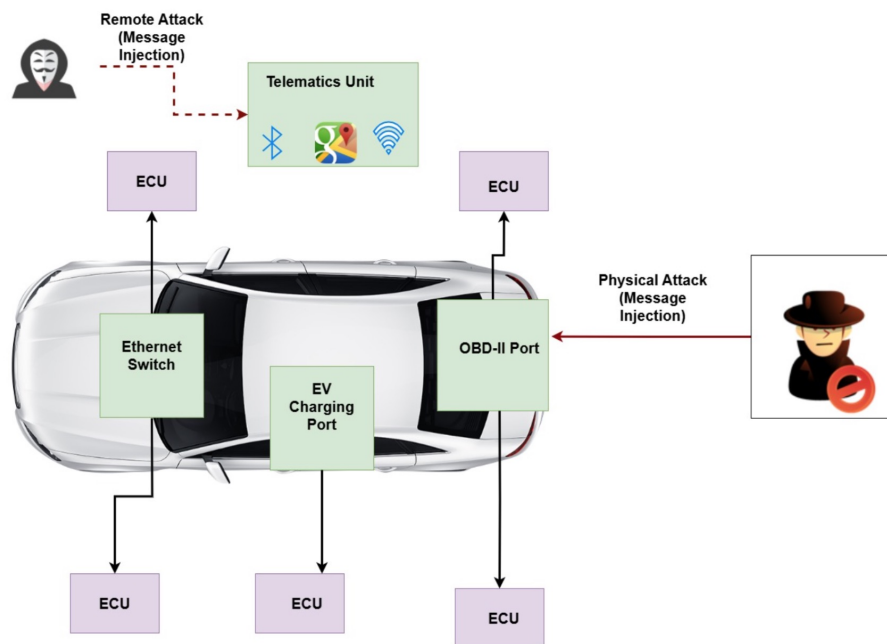 Remote Attack
(Message
Injection)
Telematics Unit
g
ECU
ECU
Physical Attack
(Message
Injection)
Ethernet
Switch
OBD-II Port
EV
Charging
Port
ECU
ECU
ECU